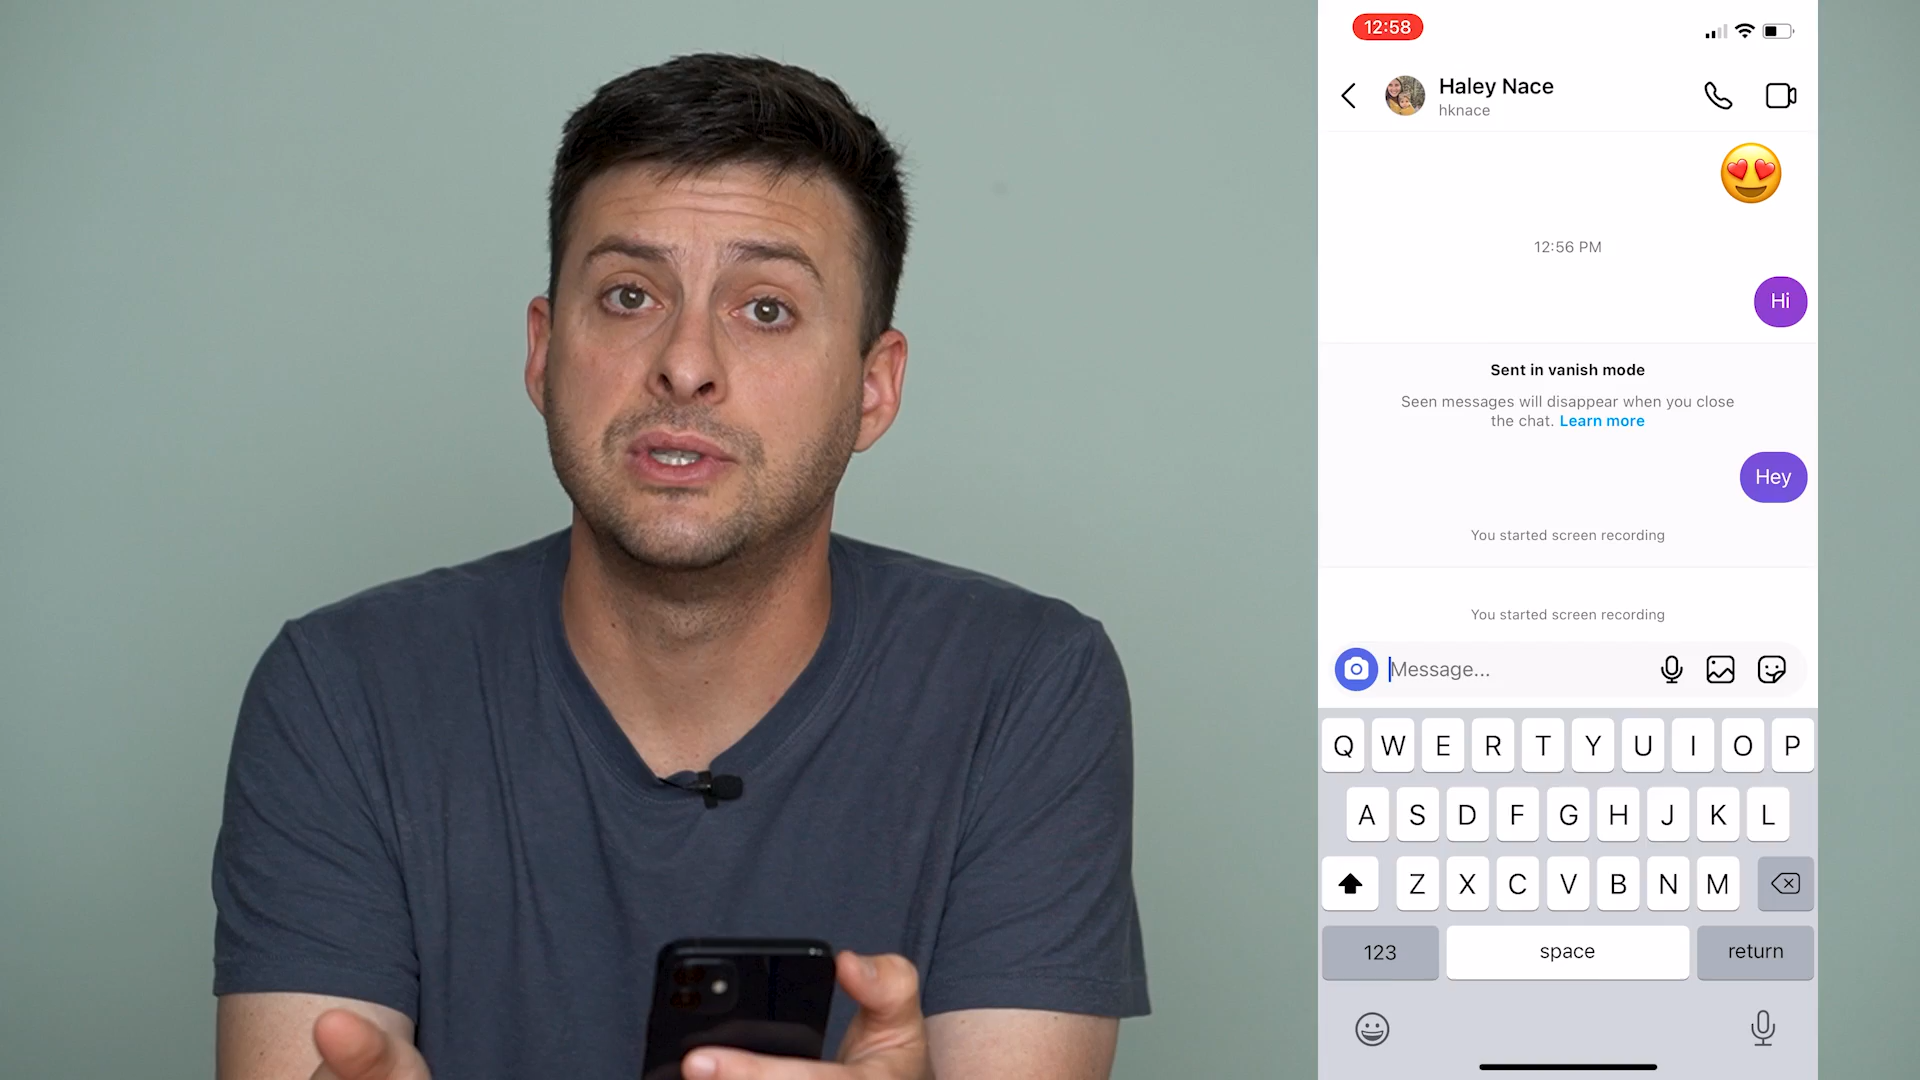 12:58
Haley Nace
hknace
12:56 PM
Hi
Sent in vanish mode
Seen messages will disappear when you close
the chat. Learn more
Hey
You started screen recording
You started screen recording
Message...
Q W E R T Y U I O P
A S D F G H J K L
Z X C V B N M
123 space return